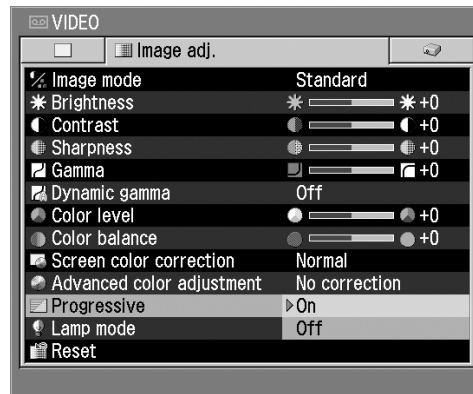 VIDEO
Image adj.
Image mode Standard
Brightness +0
Contrast +0
Sharpness +0
Gamma +0
Dynamic gamma Off
Color level +0
Color balance +0
Screen color correction Normal
Advanced color adjustment No correction
Progressive On
Lamp mode Off
Reset